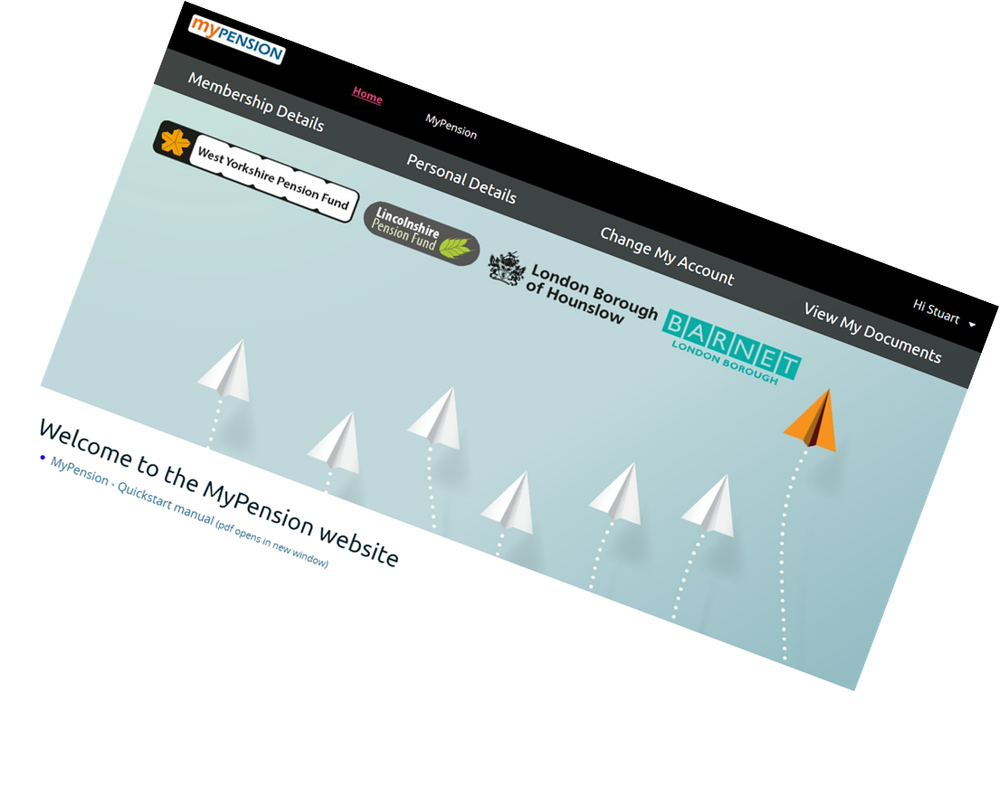 myPENSION
Home
MyPension
Hi Stuart
Membership Details
Personal Details
Change My Account
View My Documents
West Yorkshire Pension Fund
Lincolnshire
Pension Fund
London Borough
of Hounslow
BARNET
LONDON BOROUGH
Welcome to the MyPension website
MyPension - Quickstart manual (pdf opens in new window)